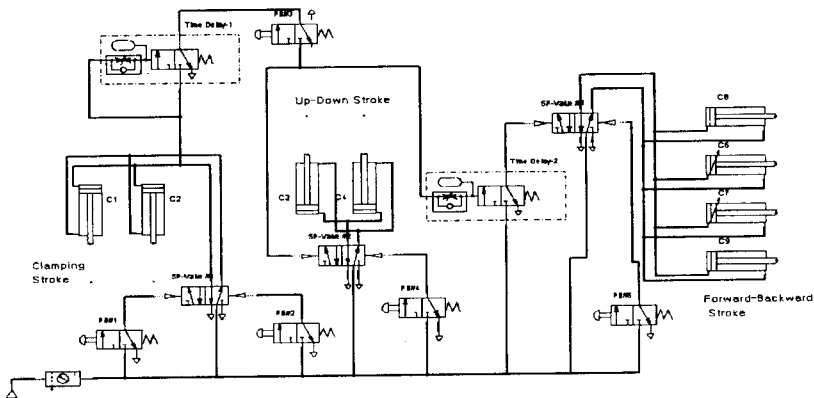 PB#3
Time Delay-1
Up-Down Stroke
SP-Valve #3
C8
C6
C7
C9
Time Delay-2
C1
C2
C3
C4
SP-Valve #2
Clamping
Stroke
SP-Valve #1
PB#1
PB#2
PB#4
PB#5
Forward-Backward
Stroke